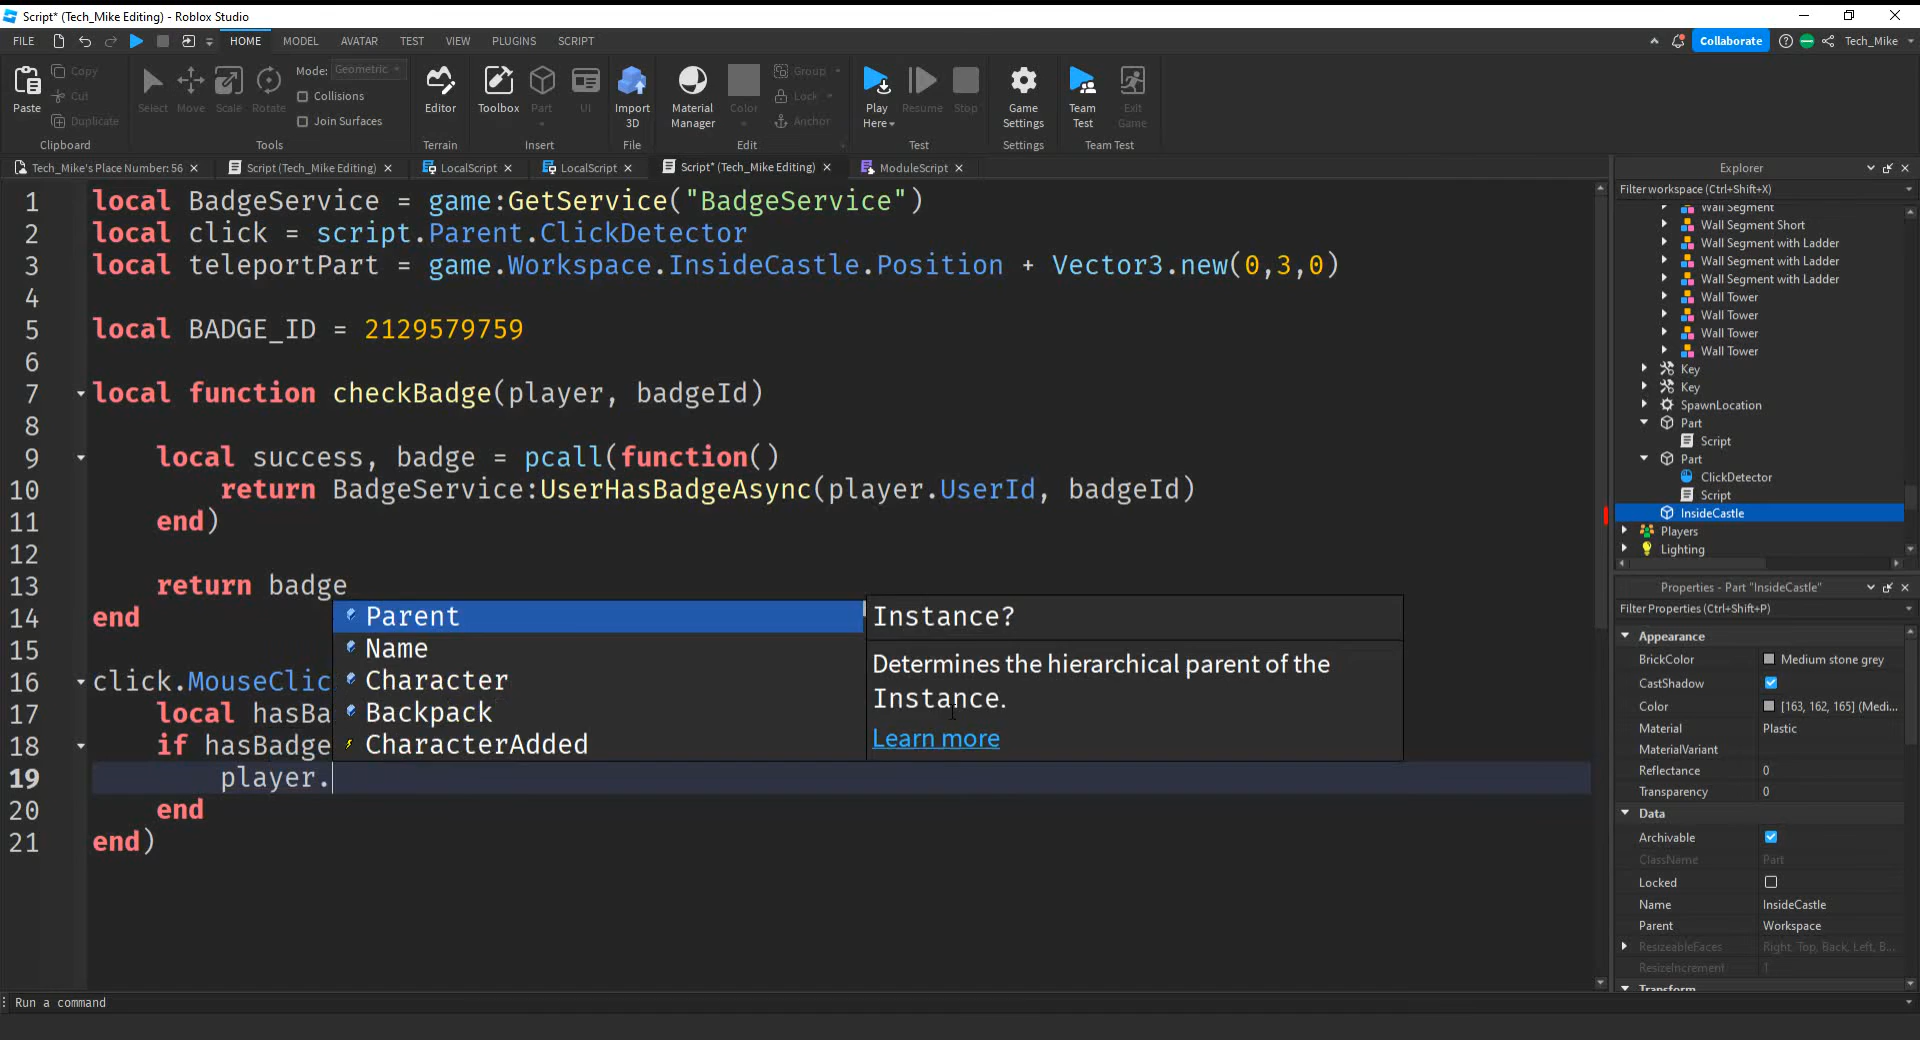 Script* (Tech_Mike Editing) - Roblox Studio
FILE HOME MODEL AVATAR TEST VIEW PLUGINS SCRIPT Collaborate Tech_Mike
Paste Copy Cut Duplicate Clipboard
Select Move Scale Rotate Mode: Geometric Collisions Join Surfaces Tools
Editor Terrain
Toolbox Part UI Insert
Import 3D File
Material Manager Color Group Lock Anchor Edit
Play Here Resume Stop Test
Game Settings Settings
Team Test Exit Game Team Test
Tech_Mike's Place Number: 56 Script (Tech_Mike Editing) LocalScript LocalScript Script* (Tech_Mike Editing) ModuleScript
1 local BadgeService = game:GetService("BadgeService")
2 local click = script.Parent.ClickDetector
3 local teleportPart = game.Workspace.InsideCastle.Position + Vector3.new(0,3,0)
4
5 local BADGE_ID = 2129579759
6
7 local function checkBadge(player, badgeId)
8
9 local success, badge = pcall(function()
10 return BadgeService:UserHasBadgeAsync(player.UserId, badgeId)
11 end)
12
13 return badge
14 end
15
16 click.MouseClic
17 local hasBa
18 if hasBadge
19 player.
20 end
21 end)
Parent
Name
Character
Backpack
CharacterAdded
Instance?
Determines the hierarchical parent of the
Instance.
Learn more
Explorer
Filter workspace (Ctrl+Shift+X)
Wall Segment
Wall Segment Short
Wall Segment with Ladder
Wall Segment with Ladder
Wall Segment with Ladder
Wall Tower
Wall Tower
Wall Tower
Wall Tower
Key
Key
SpawnLocation
Part
Script
Part
ClickDetector
Script
InsideCastle
Players
Lighting
Properties - Part "InsideCastle"
Filter Properties (Ctrl+Shift+P)
Appearance
BrickColor Medium stone grey
CastShadow
Color [163, 162, 165] (Medi...
Material Plastic
MaterialVariant
Reflectance 0
Transparency 0
Data
Archivable
ClassName Part
Locked
Name InsideCastle
Parent Workspace
ResizeableFaces Right, Top, Back, Left, B...
ResizeIncrement 1
Transform
Run a command